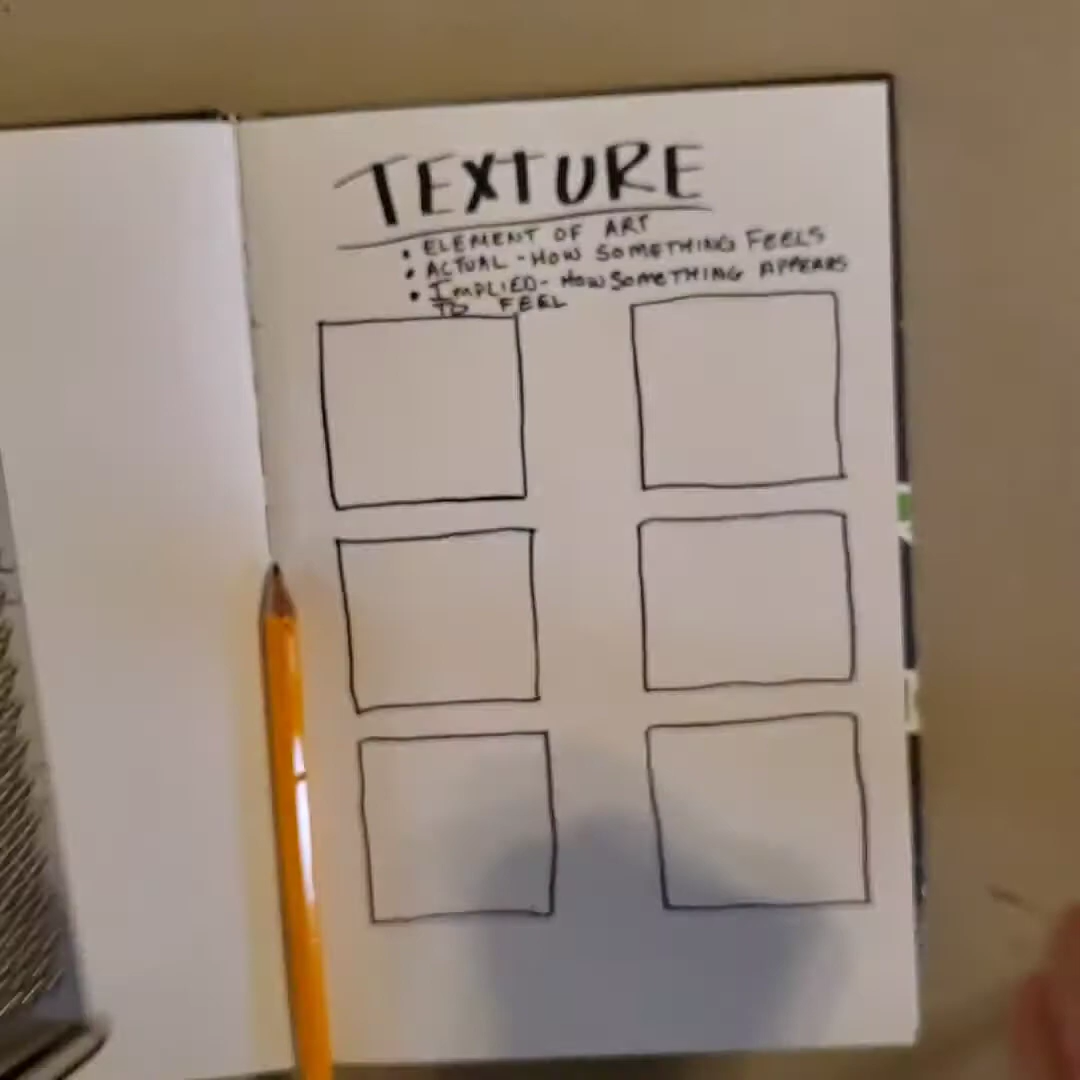 TEXTURE
• ELEMENT OF ART
• ACTUAL - HOW SOMETHING FEELS
• IMPLIED - HOW SOMETHING APPEARS
TO FEEL